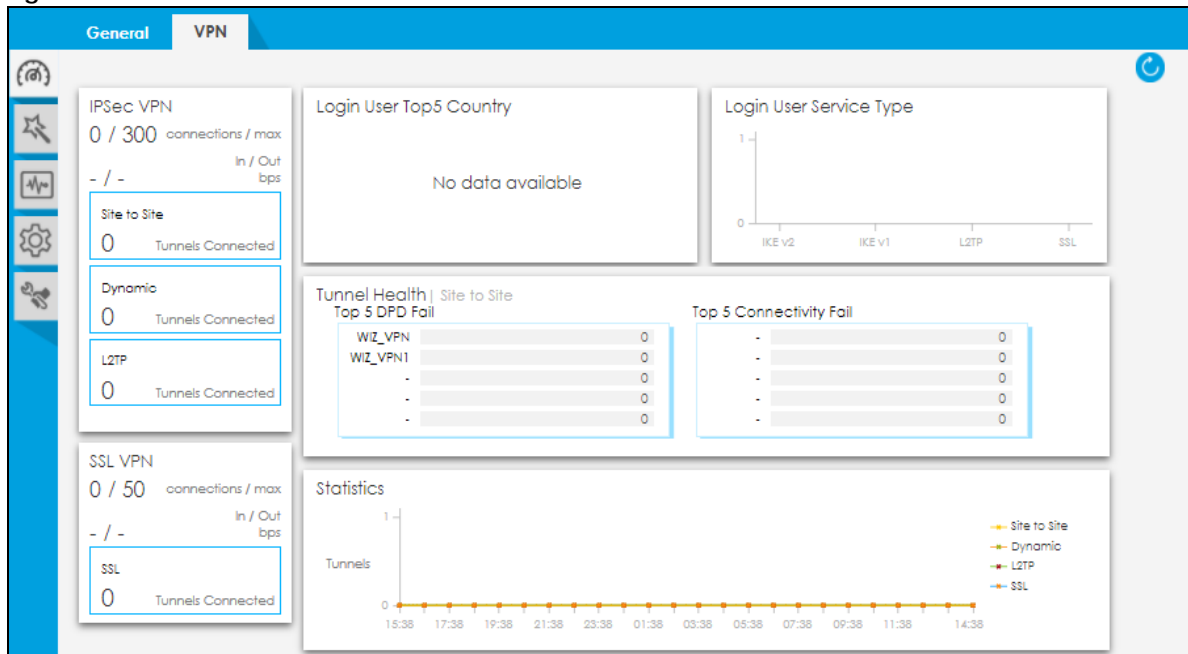 General VPN
IPSec VPN
0 / 300 connections / max
In / Out
- / - bps
Site to Site
0 Tunnels Connected
Dynamic
0 Tunnels Connected
L2TP
0 Tunnels Connected
SSL VPN
0 / 50 connections / max
In / Out
- / - bps
SSL
0 Tunnels Connected
Login User Top5 Country
No data available
Login User Service Type
1
0
IKE v2 IKE v1 L2TP SSL
Tunnel Health | Site to Site
Top 5 DPD Fail
WIZ_VPN 0
WIZ_VPN1 0
- 0
- 0
- 0
Top 5 Connectivity Fail
- 0
- 0
- 0
- 0
- 0
Statistics
1
Tunnels
0
15:38 17:38 19:38 21:38 23:38 01:38 03:38 05:38 07:38 09:38 11:38 14:38
Site to Site
Dynamic
L2TP
SSL